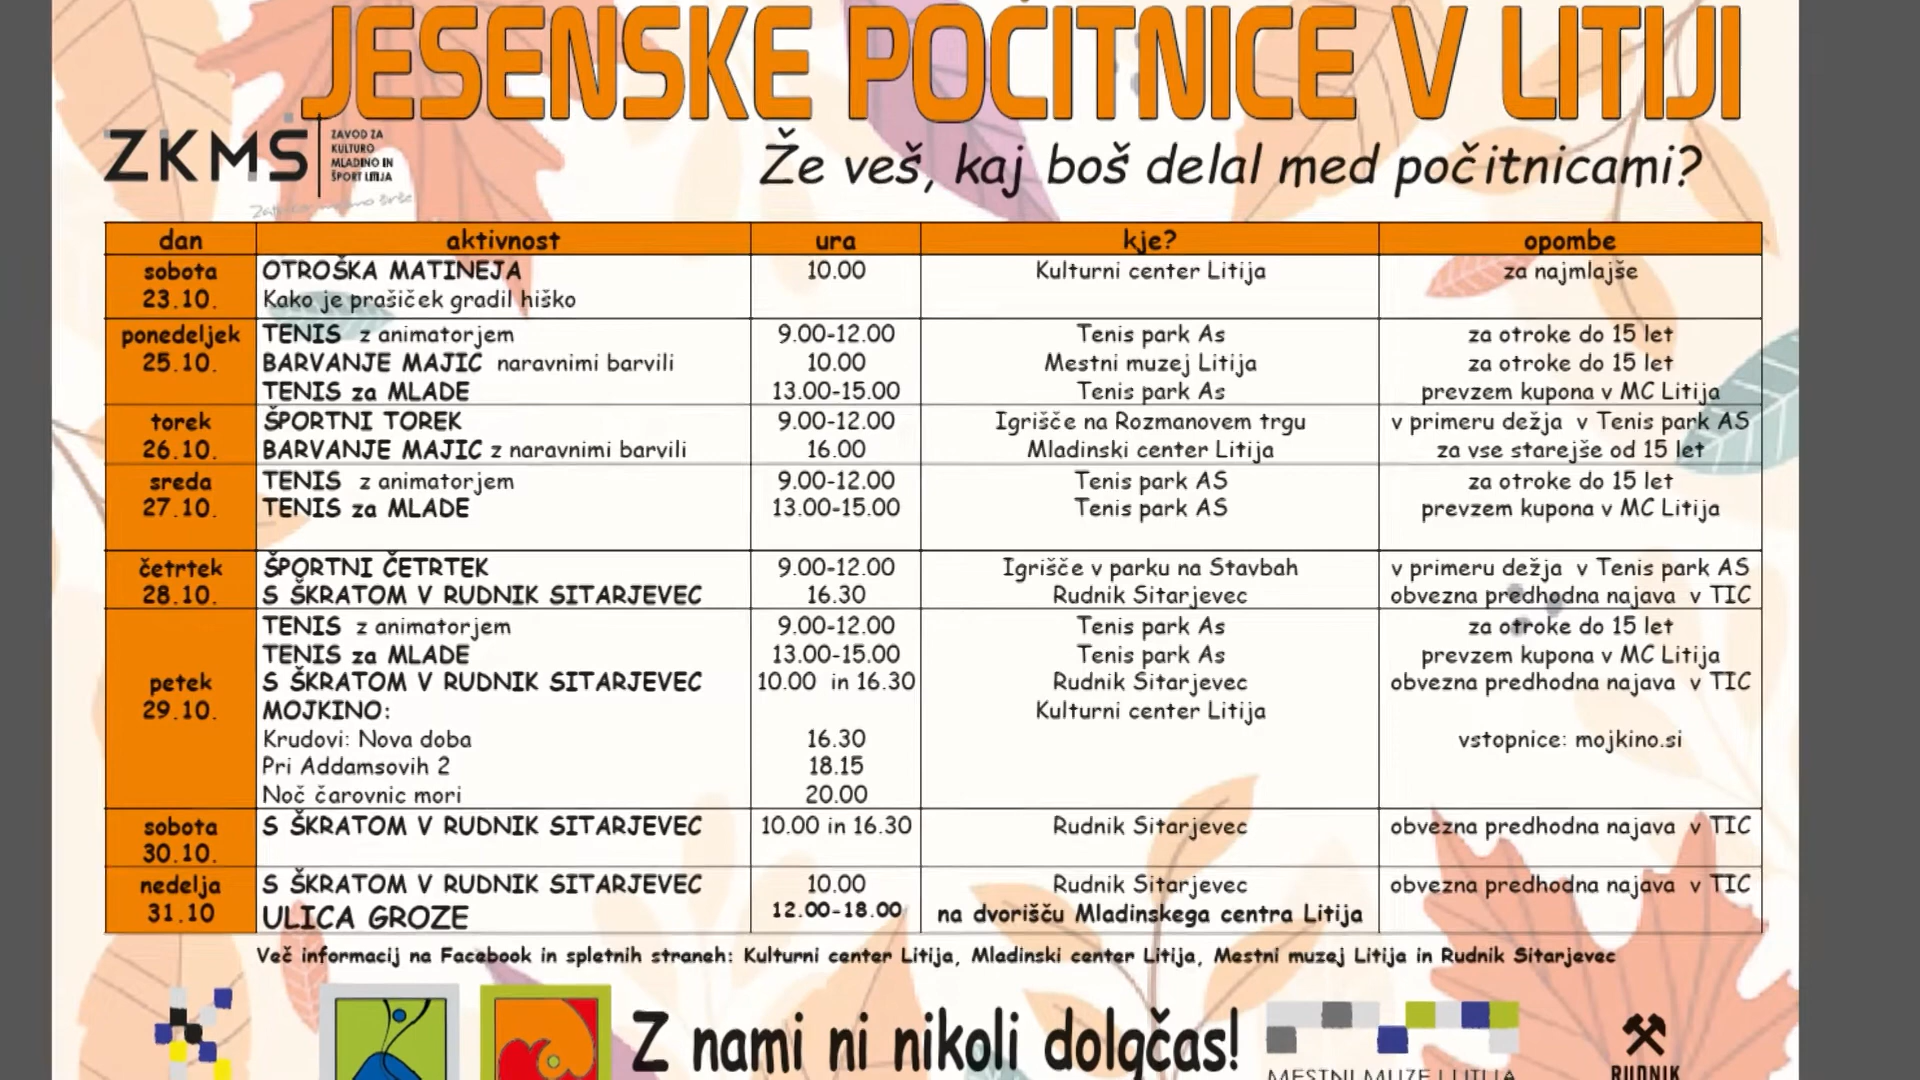 JESENSKE POČITNICE V LITIJI
ZKMŠ
ZAVOD ZA
KULTURO
MLADINO IN
ŠPORT LITIJA
Že veš, kaj boš delal med počitnicami?
dan aktivnost ura kje? opombe
sobota OTROŠKA MATINEJA 10.00 Kulturni center Litija za najmlajše
23.10. Kako je prašiček gradil hiško
ponedeljek TENIS z animatorjem 9.00-12.00 Tenis park As za otroke do 15 let
25.10. BARVANJE MAJIC naravnimi barvili 10.00 Mestni muzej Litija za otroke do 15 let
TENIS za MLADE 13.00-15.00 Tenis park As prevzem kupona v MC Litija
torek ŠPORTNI TOREK 9.00-12.00 Igrišče na Rozmanovem trgu v primeru dežja v Tenis park AS
26.10. BARVANJE MAJIC z naravnimi barvili 16.00 Mladinski center Litija za vse starejše od 15 let
sreda TENIS z animatorjem 9.00-12.00 Tenis park AS za otroke do 15 let
27.10. TENIS za MLADE 13.00-15.00 Tenis park AS prevzem kupona v MC Litija
četrtek ŠPORTNI ČETRTEK 9.00-12.00 Igrišče v parku na Stavbah v primeru dežja v Tenis park AS
28.10. S ŠKRATOM V RUDNIK SITARJEVEC 16.30 Rudnik Sitarjevec obvezna predhodna najava v TIC
TENIS z animatorjem 9.00-12.00 Tenis park As za otroke do 15 let
TENIS za MLADE 13.00-15.00 Tenis park As prevzem kupona v MC Litija
petek S ŠKRATOM V RUDNIK SITARJEVEC 10.00 in 16.30 Rudnik Sitarjevec obvezna predhodna najava v TIC
29.10. MOJKINO: Kulturni center Litija
Krudovi: Nova doba 16.30 vstopnice: mojkino.si
Pri Addamsovih 2 18.15
Noč čarovnic mori 20.00
sobota S ŠKRATOM V RUDNIK SITARJEVEC 10.00 in 16.30 Rudnik Sitarjevec obvezna predhodna najava v TIC
30.10.
nedelja S ŠKRATOM V RUDNIK SITARJEVEC 10.00 Rudnik Sitarjevec obvezna predhodna najava v TIC
31.10 ULICA GROZE 12.00-18.00 na dvorišču Mladinskega centra Litija
Več informacij na Facebook in spletnih straneh: Kulturni center Litija, Mladinski center Litija, Mestni muzej Litija in Rudnik Sitarjevec
Z nami ni nikoli dolgčas!
MESTNI MUZEJ LITIJA
RUDNIK